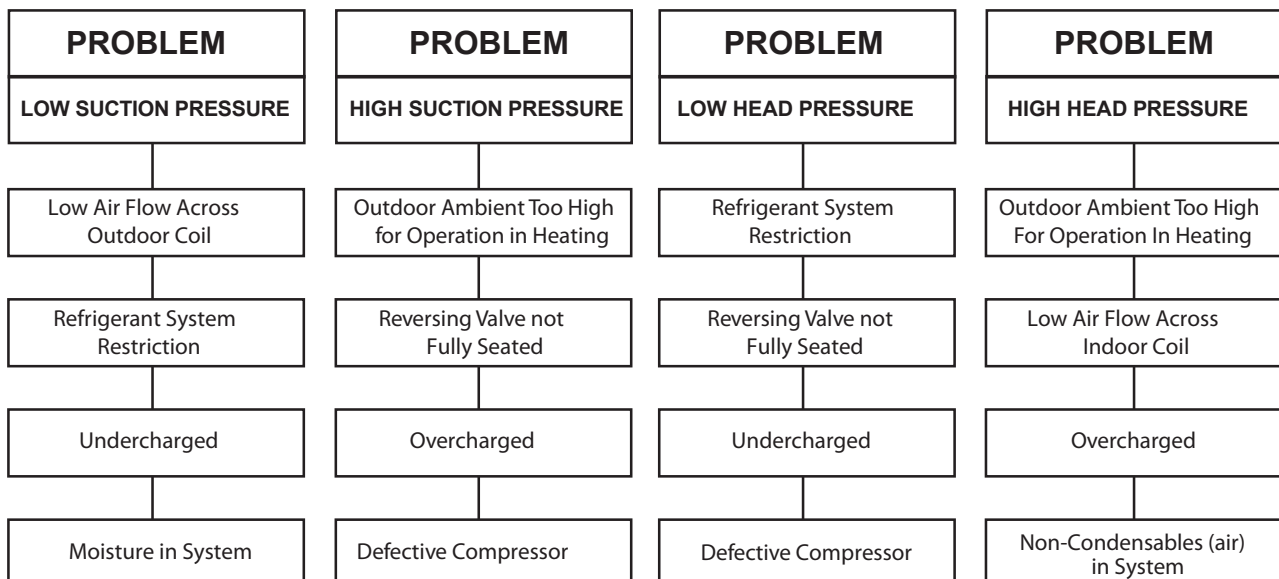 PROBLEM
LOW SUCTION PRESSURE
Low Air Flow Across
Outdoor Coil
Refrigerant System
Restriction
Undercharged
Moisture in System
PROBLEM
HIGH SUCTION PRESSURE
Outdoor Ambient Too High
for Operation in Heating
Reversing Valve not
Fully Seated
Overcharged
Defective Compressor
PROBLEM
LOW HEAD PRESSURE
Refrigerant System
Restriction
Reversing Valve not
Fully Seated
Undercharged
Defective Compressor
PROBLEM
HIGH HEAD PRESSURE
Outdoor Ambient Too High
For Operation In Heating
Low Air Flow Across
Indoor Coil
Overcharged
Non-Condensables (air)
in System